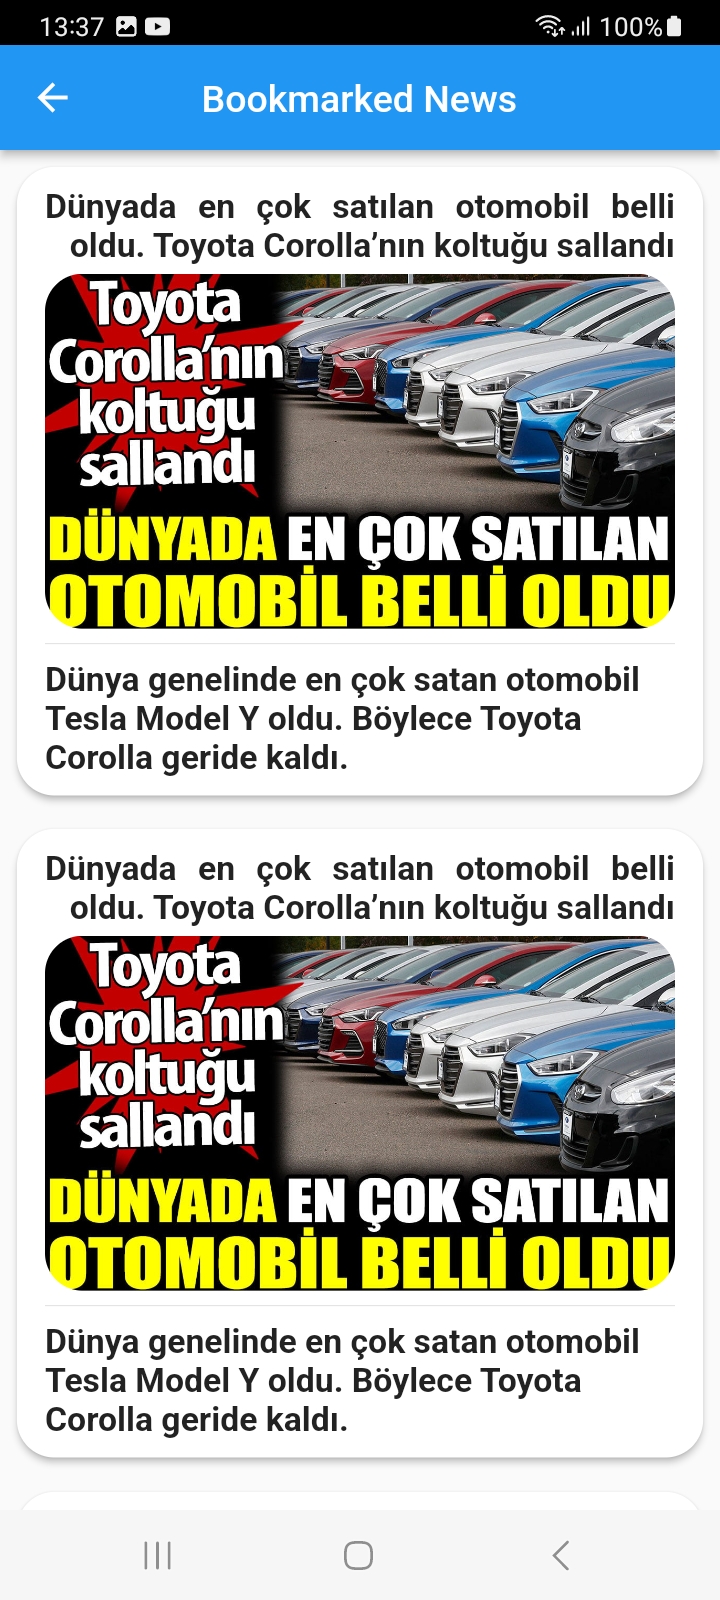 13:37 100%
Bookmarked News
Dünyada en çok satılan otomobil belli
oldu. Toyota Corolla’nın koltuğu sallandı
Toyota
Corolla’nın
koltuğu
sallandı
DÜNYADA EN ÇOK SATILAN
OTOMOBİL BELLİ OLDU
Dünya genelinde en çok satan otomobil
Tesla Model Y oldu. Böylece Toyota
Corolla geride kaldı.
Dünyada en çok satılan otomobil belli
oldu. Toyota Corolla’nın koltuğu sallandı
Toyota
Corolla’nın
koltuğu
sallandı
DÜNYADA EN ÇOK SATILAN
OTOMOBİL BELLİ OLDU
Dünya genelinde en çok satan otomobil
Tesla Model Y oldu. Böylece Toyota
Corolla geride kaldı.